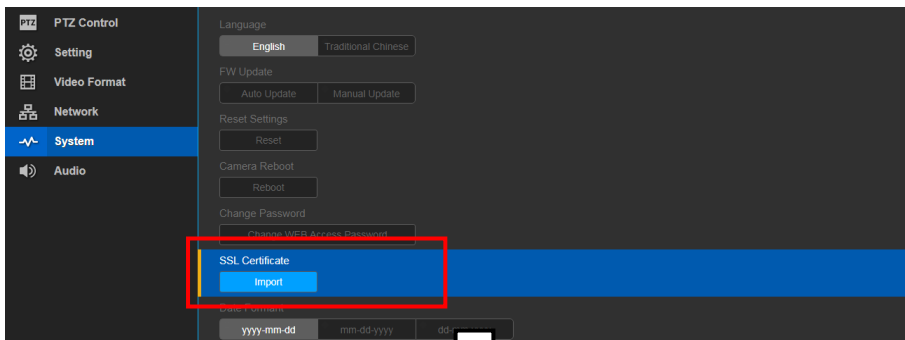 PTZ PTZ Control
Setting
Video Format
Network
System
Audio
Language
English Traditional Chinese
FW Update
Auto Update Manual Update
Reset Settings
Reset
Camera Reboot
Reboot
Change Password
Change WEB Access Password
SSL Certificate
Import
Date Formant
yyyy-mm-dd mm-dd-yyyy